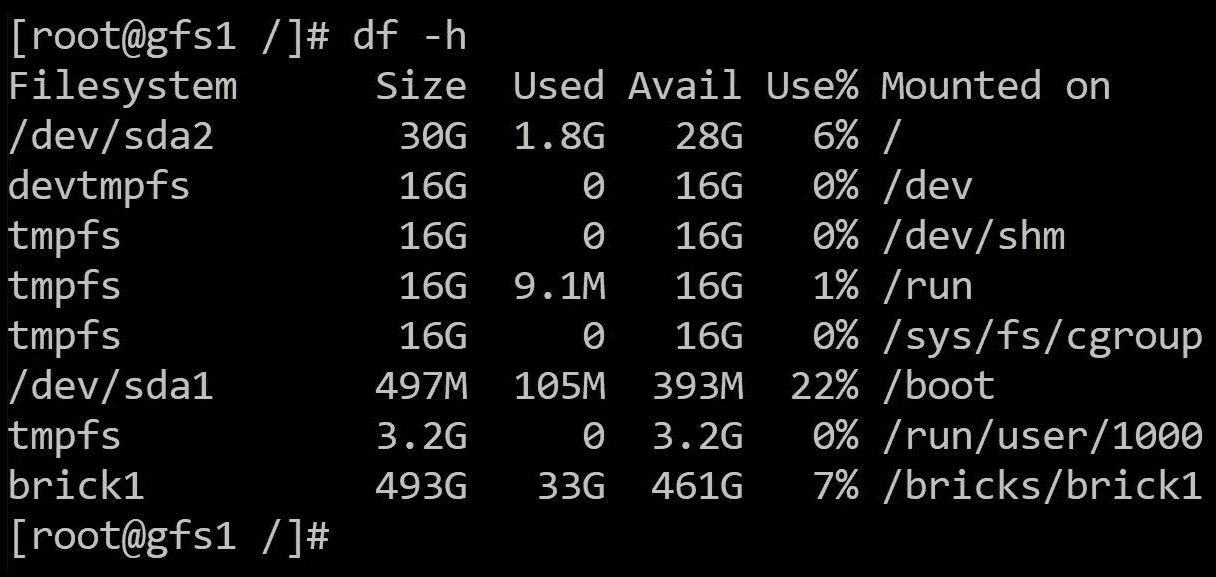 [root@gfs1 /]# df -h
Filesystem      Size  Used Avail Use% Mounted on
/dev/sda2        30G  1.8G   28G   6% /
devtmpfs         16G     0   16G   0% /dev
tmpfs            16G     0   16G   0% /dev/shm
tmpfs            16G  9.1M   16G   1% /run
tmpfs            16G     0   16G   0% /sys/fs/cgroup
/dev/sda1       497M  105M  393M  22% /boot
tmpfs           3.2G     0  3.2G   0% /run/user/1000
brick1          493G   33G  461G   7% /bricks/brick1
[root@gfs1 /]#